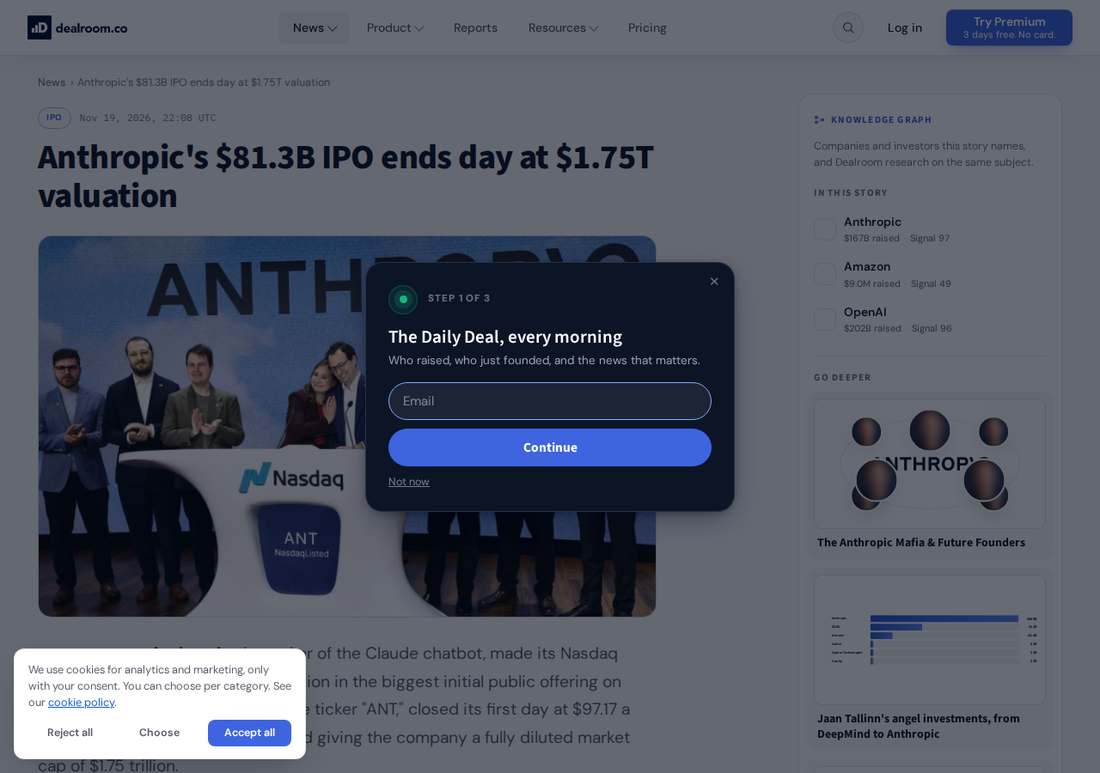 dealroom.co
News
Product
Reports
Resources
Pricing
Log in
Try Premium
3 days free. No card.
News › Anthropic's $81.3B IPO ends day at $1.75T valuation
IPO
Nov 19, 2026, 22:08 UTC
Anthropic's $81.3B IPO ends day at $1.75T
valuation
ANTH
Nasdaq
ANT
NasdaqListed
×
STEP 1 OF 3
The Daily Deal, every morning
Who raised, who just founded, and the news that matters.
Email
Continue
Not now
of the Claude chatbot, made its Nasdaq
in the biggest initial public offering on
ticker "ANT," closed its first day at $97.17 a
giving the company a fully diluted market
cap of $1.75 trillion.
We use cookies for analytics and marketing, only
with your consent. You can choose per category. See
our cookie policy.
Reject all
Choose
Accept all
KNOWLEDGE GRAPH
Companies and investors this story names,
and Dealroom research on the same subject.
IN THIS STORY
Anthropic
$167B raised · Signal 97
Amazon
$9.0M raised · Signal 49
OpenAI
$202B raised · Signal 96
GO DEEPER
The Anthropic Mafia & Future Founders
Jaan Tallinn's angel investments, from
DeepMind to Anthropic